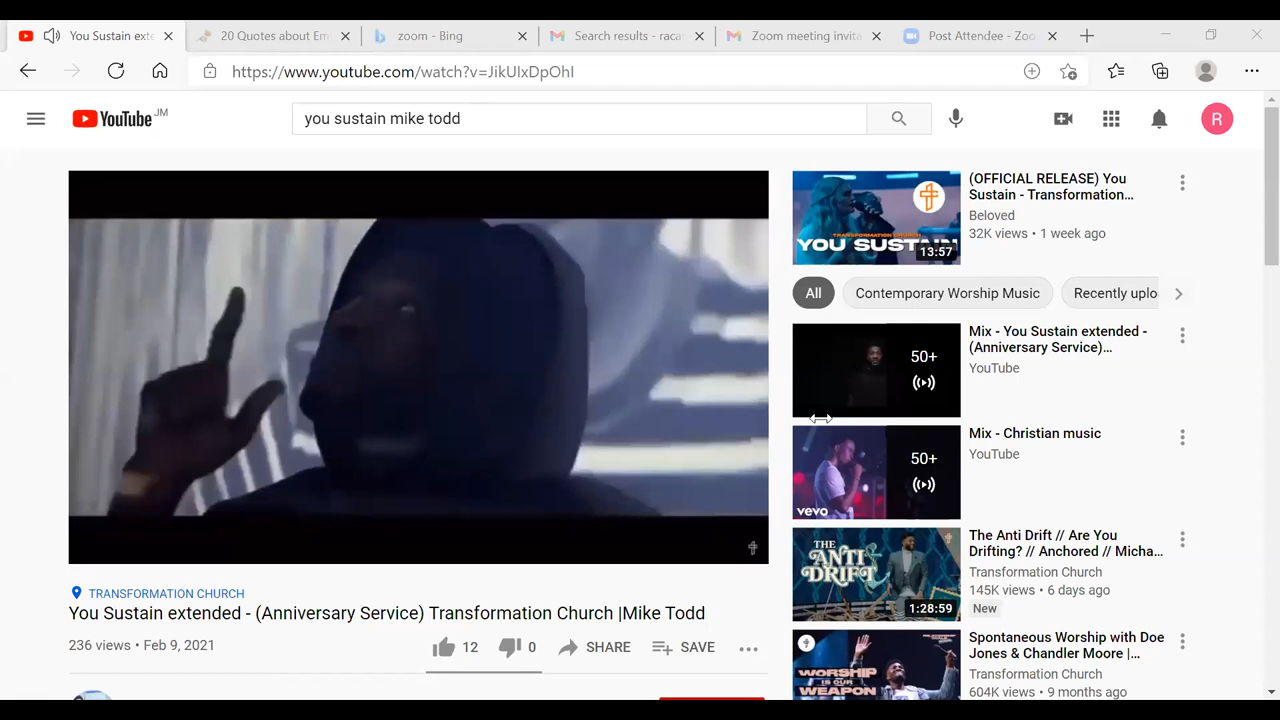 You Sustain exte
20 Quotes about Em
zoom - Bing
Search results - raca
Zoom meeting invita
Post Attendee - Zoo
https://www.youtube.com/watch?v=JikUIxDpOhI
YouTube JM
you sustain mike todd
R
TRANSFORMATION CHURCH
YOU SUSTAIN
13:57
(OFFICIAL RELEASE) You
Sustain - Transformation...
Beloved
32K views • 1 week ago
All
Contemporary Worship Music
Recently uplo
50+
Mix - You Sustain extended -
(Anniversary Service)...
YouTube
50+
vevo
Mix - Christian music
YouTube
THE
ANTI
DRIFT
1:28:59
The Anti Drift // Are You
Drifting? // Anchored // Micha...
Transformation Church
145K views • 6 days ago
New
TRANSFORMATION CHURCH
You Sustain extended - (Anniversary Service) Transformation Church |Mike Todd
236 views • Feb 9, 2021
12
0
SHARE
SAVE
WORSHIP
IS OUR
WEAPON
Spontaneous Worship with Doe
Jones & Chandler Moore |...
Transformation Church
604K views • 9 months ago